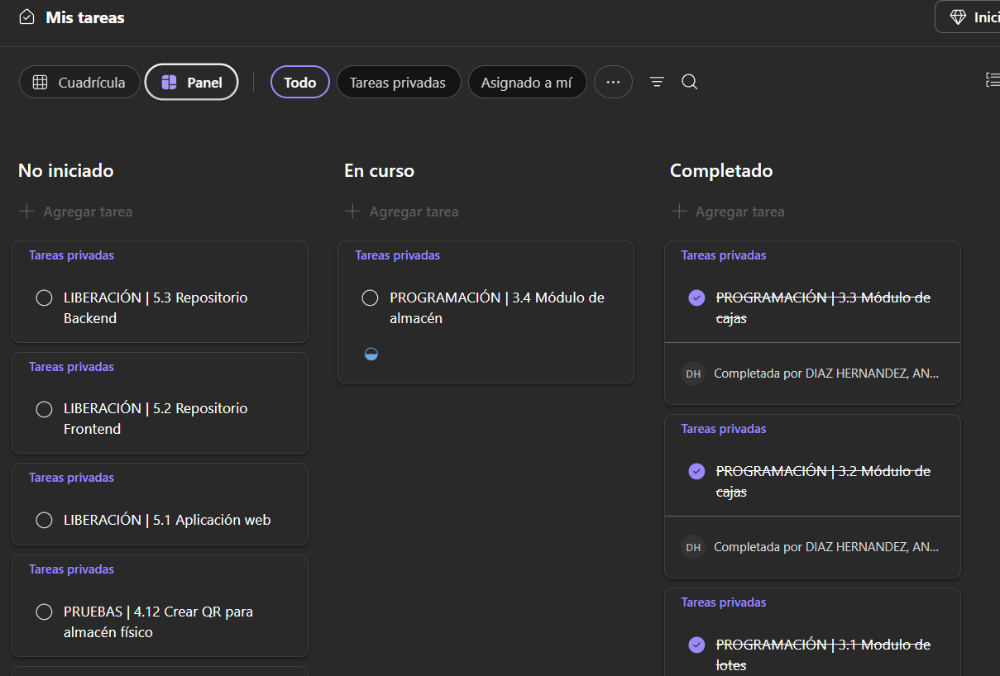 Mis tareas
Inici
Cuadrícula
Panel
Todo
Tareas privadas
Asignado a mí
...
No iniciado
Agregar tarea
Tareas privadas
LIBERACIÓN | 5.3 Repositorio
Backend
Tareas privadas
LIBERACIÓN | 5.2 Repositorio
Frontend
Tareas privadas
LIBERACIÓN | 5.1 Aplicación web
Tareas privadas
PRUEBAS | 4.12 Crear QR para
almacén físico
En curso
Agregar tarea
Tareas privadas
PROGRAMACIÓN | 3.4 Módulo de
almacén
Completado
Agregar tarea
Tareas privadas
PROGRAMACIÓN | 3.3 Módulo de
cajas
DH Completada por DIAZ HERNANDEZ, AN...
Tareas privadas
PROGRAMACIÓN | 3.2 Módulo de
cajas
DH Completada por DIAZ HERNANDEZ, AN...
Tareas privadas
PROGRAMACIÓN | 3.1 Modulo de
lotes